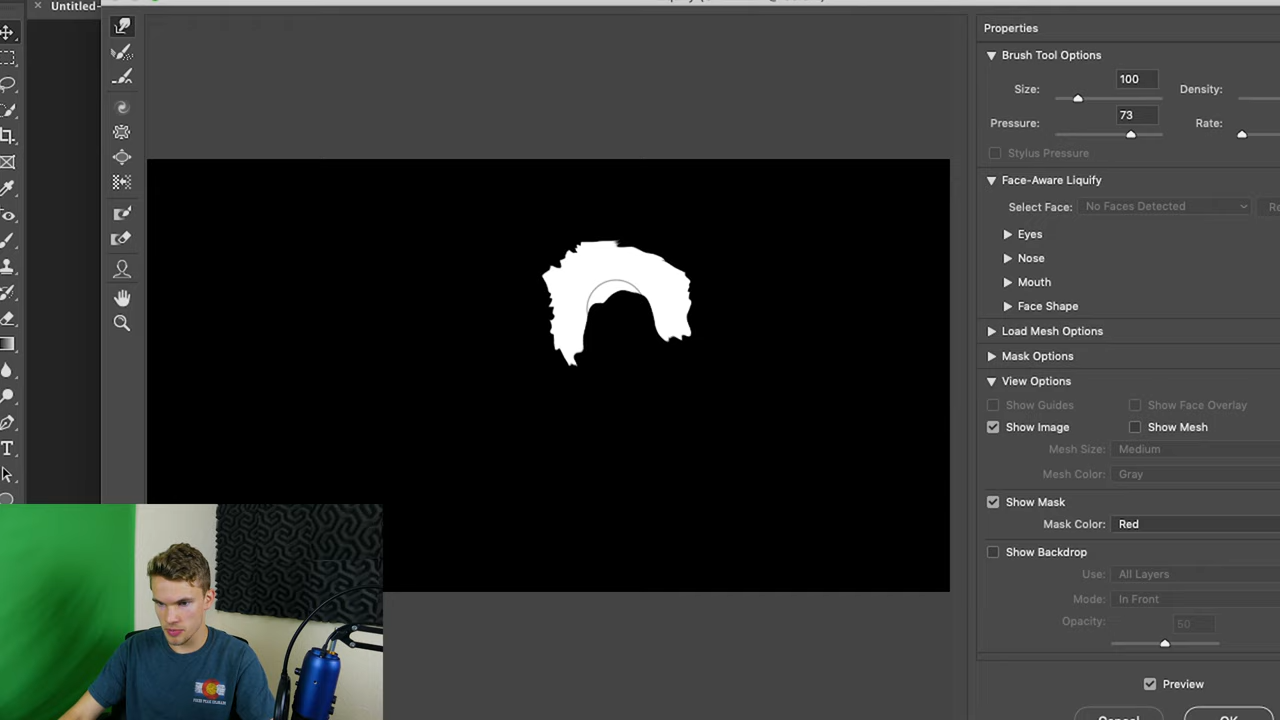 Untitled-
Properties
Brush Tool Options
Size: 100 Density:
Pressure: 73 Rate:
Stylus Pressure
Face-Aware Liquify
Select Face: No Faces Detected Re
Eyes
Nose
Mouth
Face Shape
Load Mesh Options
Mask Options
View Options
Show Guides Show Face Overlay
Show Image Show Mesh
Mesh Size: Medium
Mesh Color: Gray
Show Mask
Mask Color: Red
Show Backdrop
Use: All Layers
Mode: In Front
Opacity: 50
Preview
Cancel OK
T